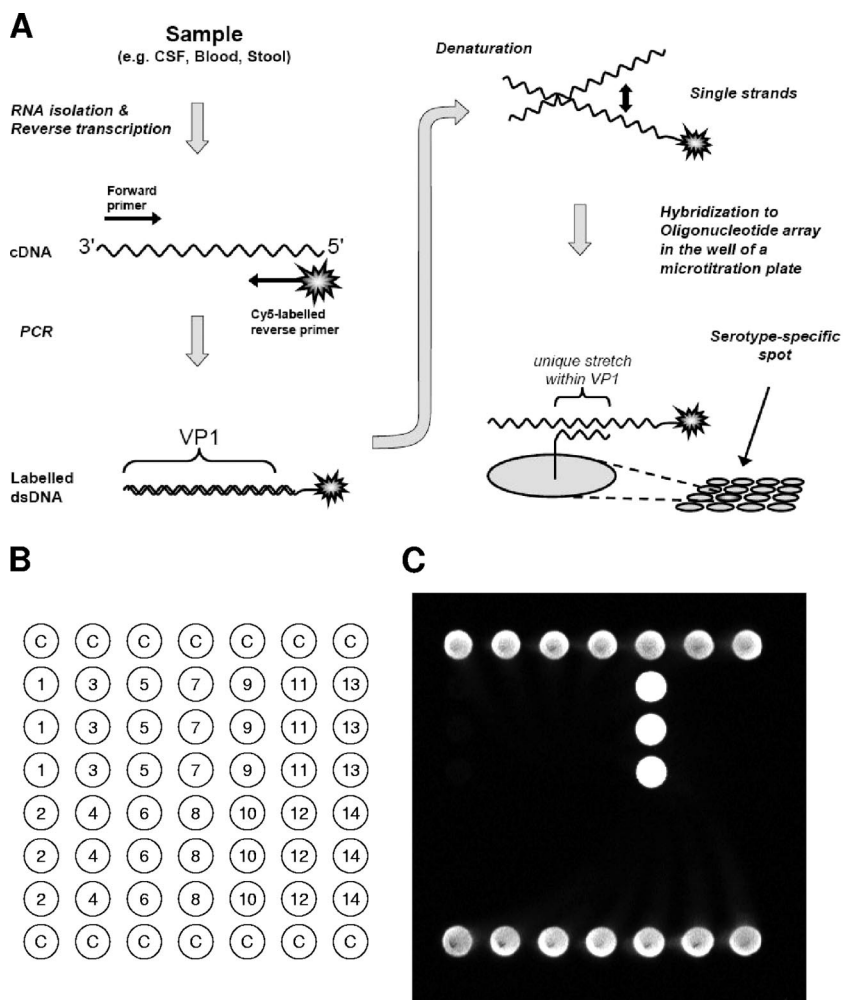 A
Sample
(e.g. CSF, Blood, Stool)
RNA isolation &
Reverse transcription
Forward
primer
cDNA
3'
5'
Cy5-labelled
reverse primer
PCR
VP1
Labelled
dsDNA
Denaturation
Single strands
Hybridization to
Oligonucleotide array
in the well of a
microtitration plate
Serotype-specific
spot
unique stretch
within VP1
B
C C C C C C C
1 3 5 7 9 11 13
1 3 5 7 9 11 13
1 3 5 7 9 11 13
2 4 6 8 10 12 14
2 4 6 8 10 12 14
2 4 6 8 10 12 14
C C C C C C C
C